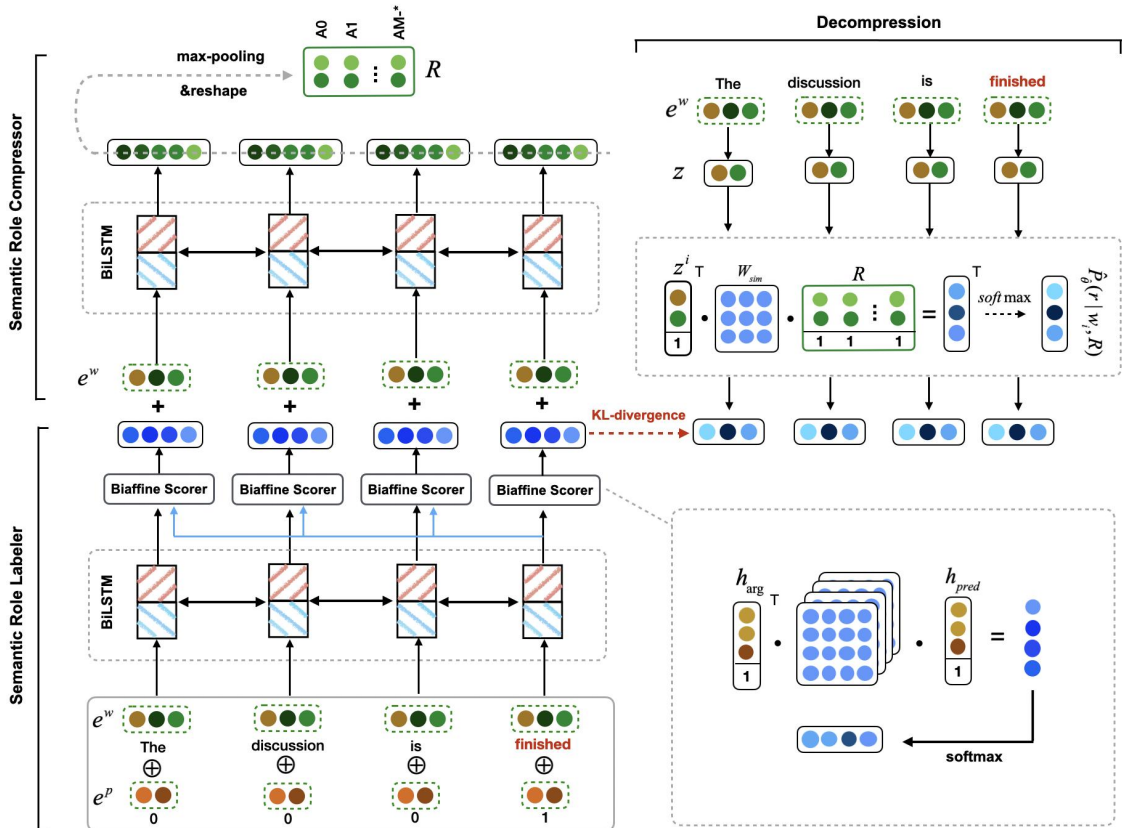 Decompression
A0 A1 AM-*
max-pooling
&reshape
R
The discussion is finished
e^w
z
Semantic Role Compressor
BiLSTM
z^i T W_sim R T
soft max
= 
1 1 1 1
P̂_θ̂(r | w_i, R)
e^w
+ + + +
KL-divergence
Biaffine Scorer Biaffine Scorer Biaffine Scorer Biaffine Scorer
Semantic Role Labeler
BiLSTM
h_arg T h_pred
=
1 1
softmax
e^w
The discussion is finished
⊕ ⊕ ⊕ ⊕
e^p
0 0 0 1